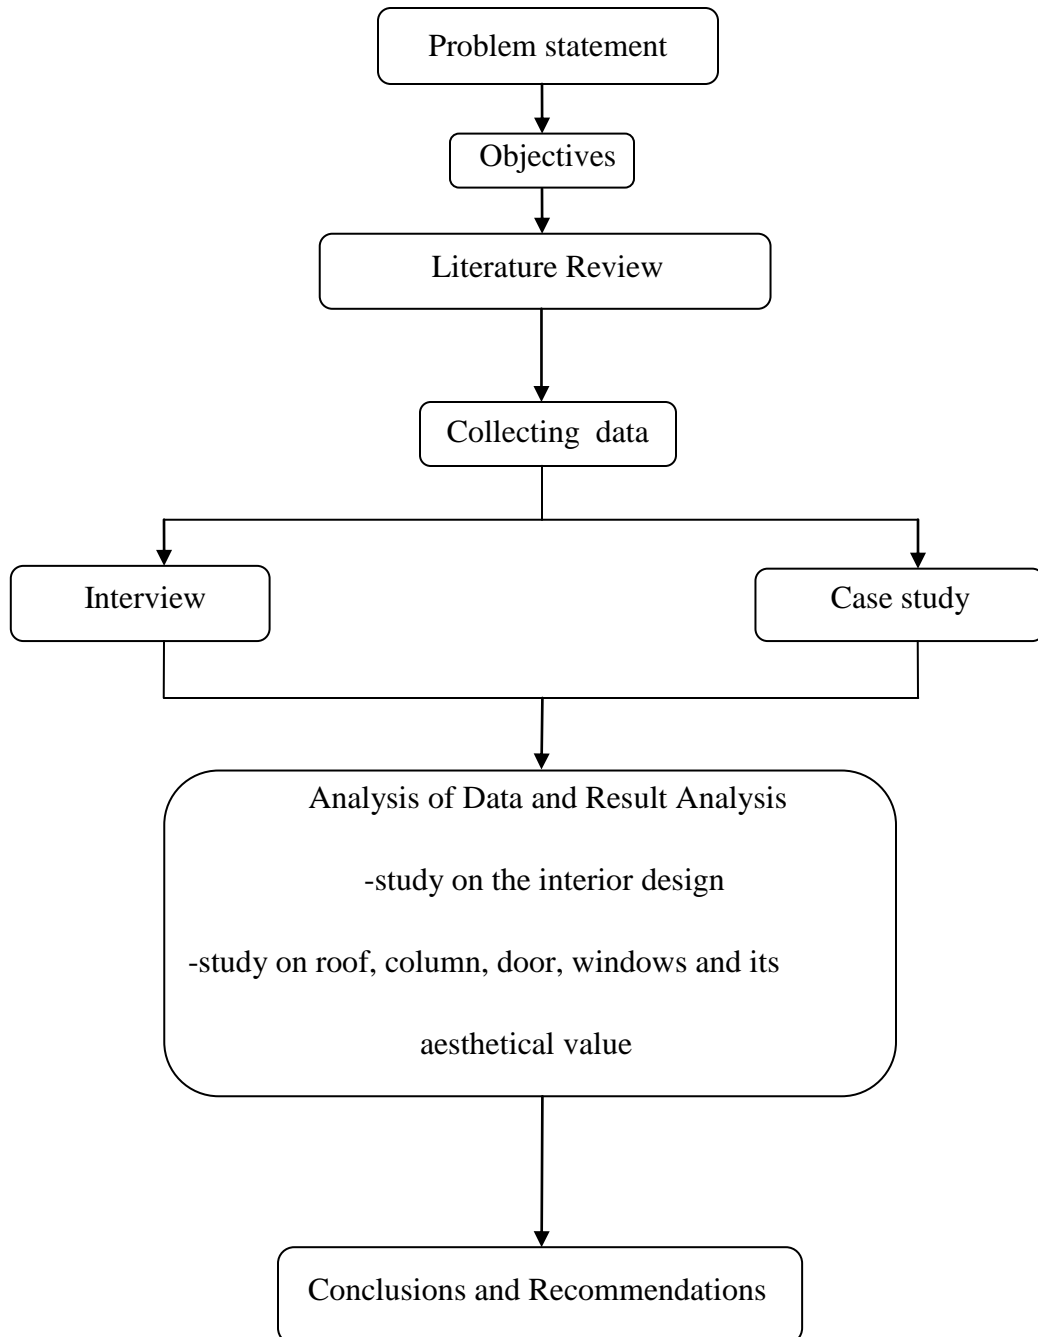 Problem statement
Objectives
Literature Review
Collecting data
Interview
Case study
Analysis of Data and Result Analysis
-study on the interior design
-study on roof, column, door, windows and its
aesthetical value
Conclusions and Recommendations